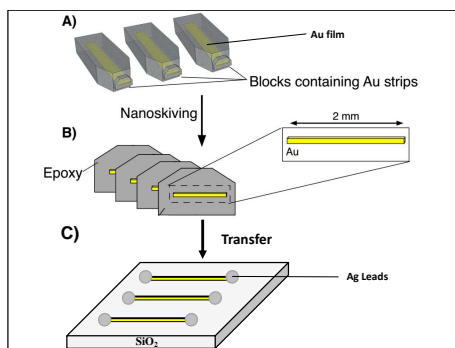 A)
Au film
Blocks containing Au strips
Nanoskiving
B)
2 mm
Au
Epoxy
C)
Transfer
Ag Leads
SiO₂